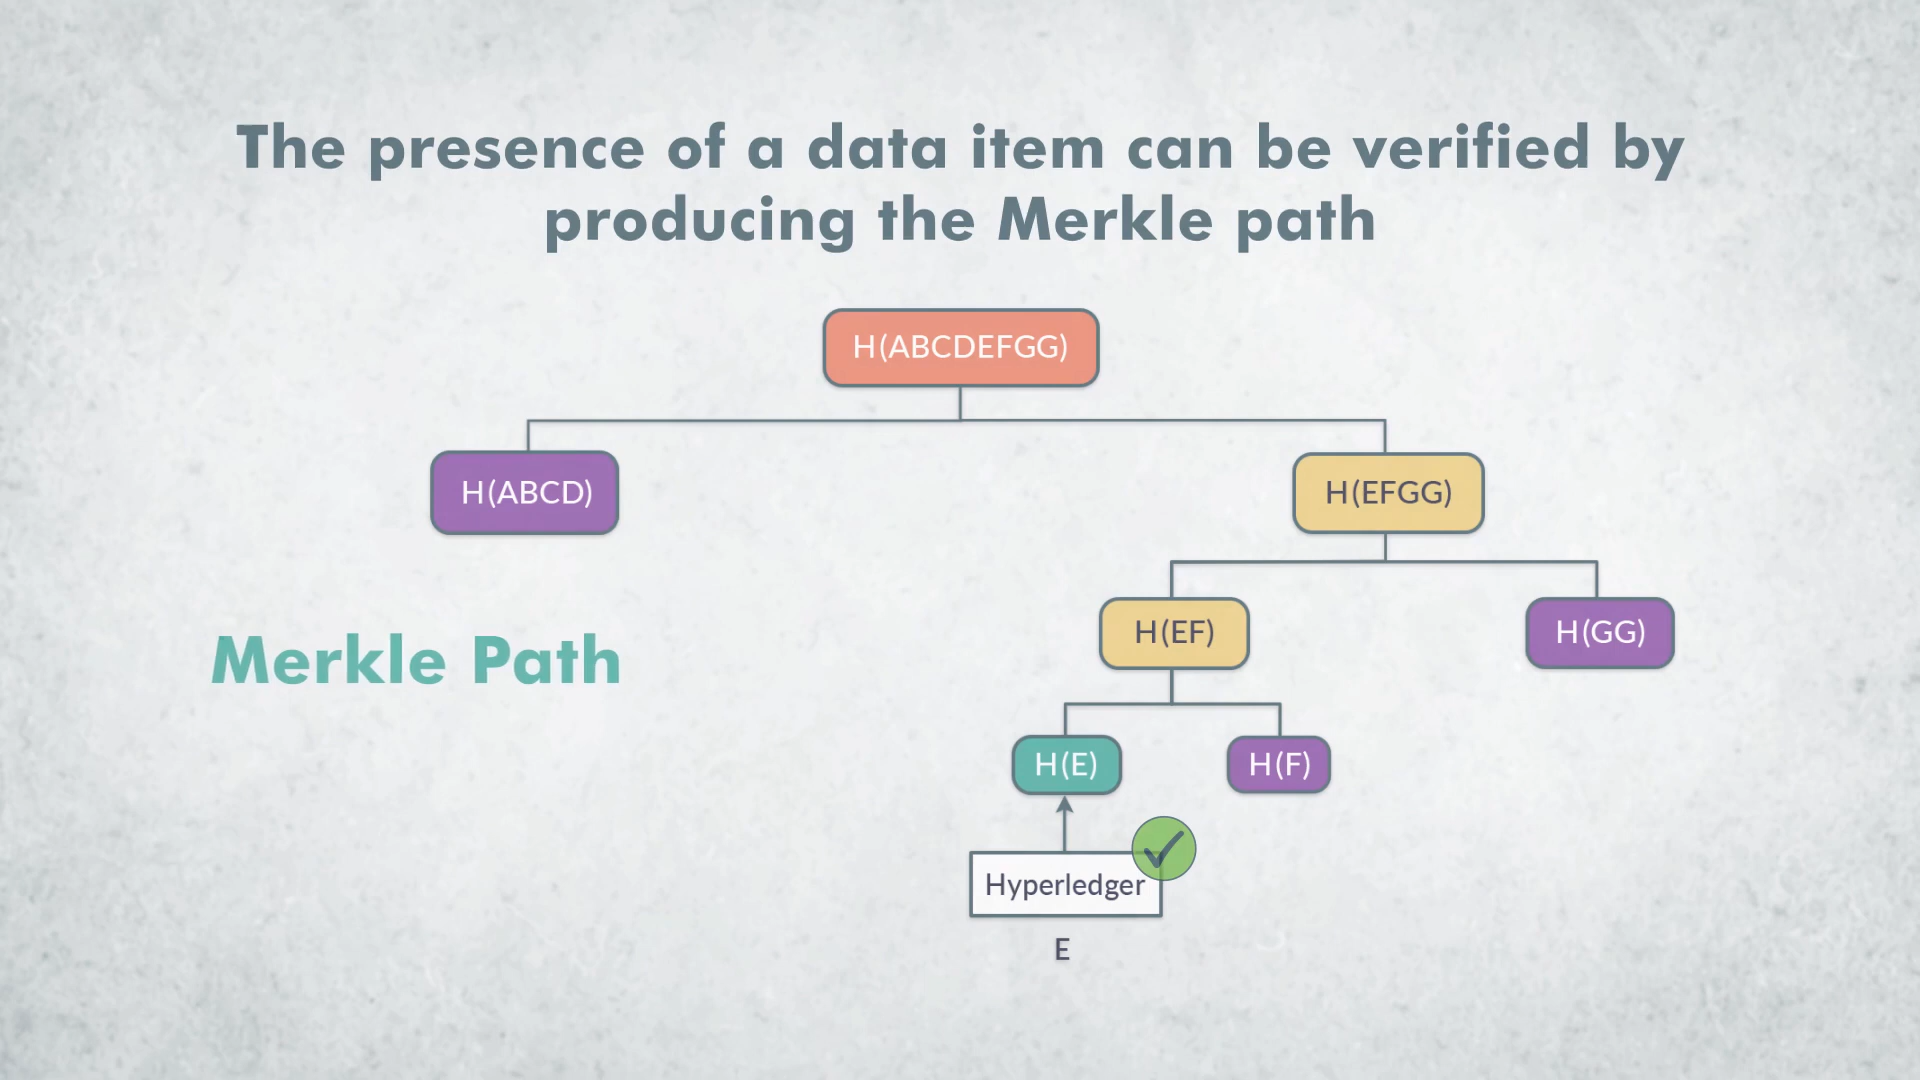 The presence of a data item can be verified by
producing the Merkle path
H(ABCDEFGG)
H(ABCD)
H(EFGG)
H(EF)
H(GG)
Merkle Path
H(E)
H(F)
Hyperledger
E